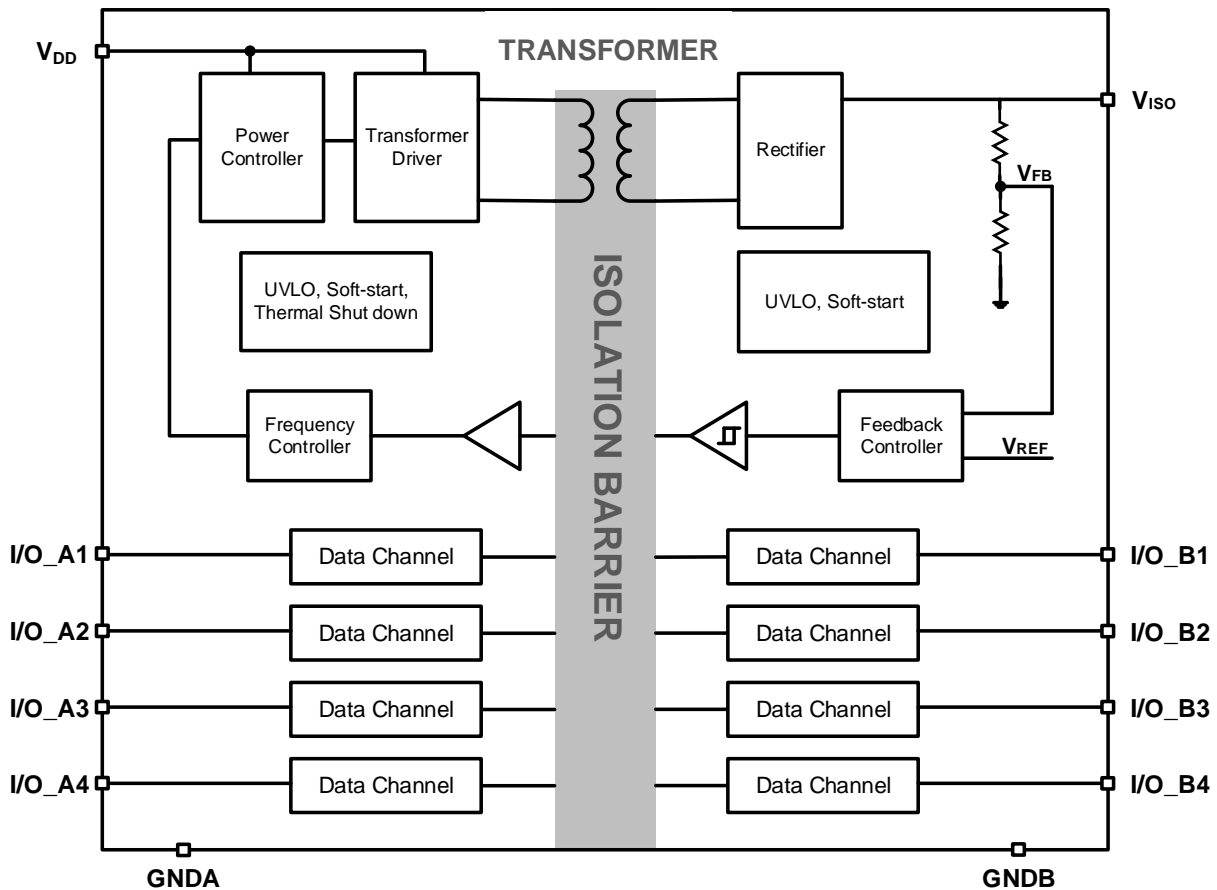 TRANSFORMER
VDD
VISO
Power
Controller
Transformer
Driver
Rectifier
VFB
ISOLATION BARRIER
UVLO, Soft-start,
Thermal Shut down
UVLO, Soft-start
Frequency
Controller
Feedback
Controller
VREF
I/O_A1
Data Channel
Data Channel
I/O_B1
I/O_A2
Data Channel
Data Channel
I/O_B2
I/O_A3
Data Channel
Data Channel
I/O_B3
I/O_A4
Data Channel
Data Channel
I/O_B4
GNDA
GNDB